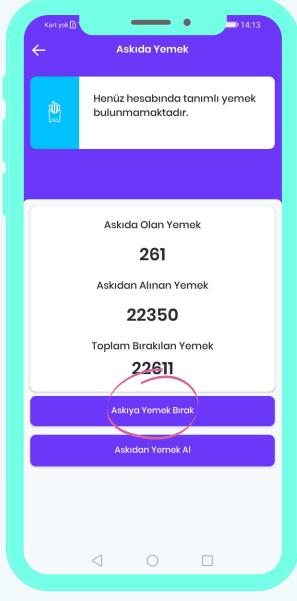 Kart yok 14:13
Askıda Yemek
Henüz hesabında tanımlı yemek
bulunmamaktadır.
Askıda Olan Yemek
261
Askıdan Alınan Yemek
22350
Toplam Bırakılan Yemek
22611
Askıya Yemek Bırak
Askıdan Yemek Al